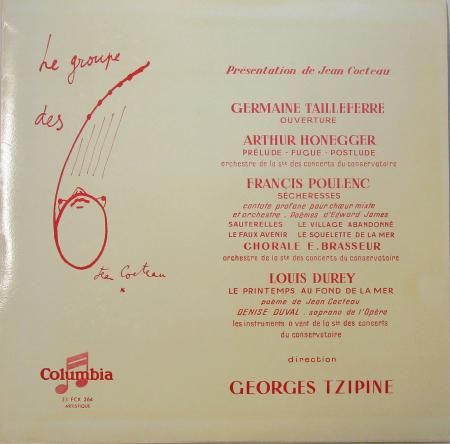 Le groupe
des
6
Jean Cocteau
*
Columbia
33 FCX 264
ARTISTIQUE
Présentation de Jean Cocteau
GERMAINE TAILLEFERRE
OUVERTURE
ARTHUR HONEGGER
PRÉLUDE - FUGUE - POSTLUDE
orchestre de la sté des concerts du conservatoire
FRANÇIS POULENC
SÉCHERESSES
cantate profane pour chœur mixte
et orchestre. Poèmes d'Edward James
SAUTERELLES LE VILLAGE ABANDONNÉ
LE FAUX AVENIR LE SQUELETTE DE LA MER
CHORALE E. BRASSEUR
orchestre de la sté des concerts du conservatoire
LOUIS DUREY
LE PRINTEMPS AU FOND DE LA MER
poème de Jean Cocteau
DENISE DUVAL. soprano de l'Opéra
les instruments à vent de la sté des concerts
du conservatoire
direction
GEORGES TZIPINE